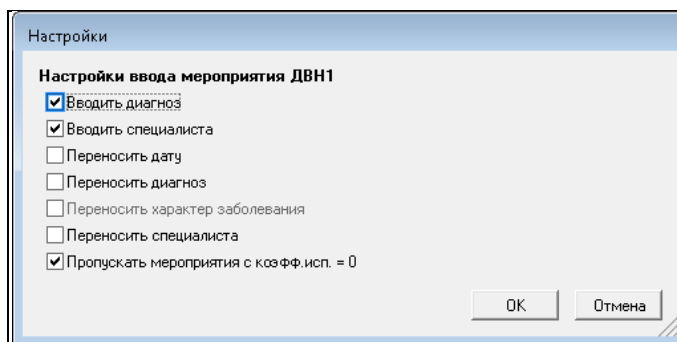 Настройки
Настройки ввода мероприятия ДВН1
Вводить диагноз
Вводить специалиста
Переносить дату
Переносить диагноз
Переносить характер заболевания
Переносить специалиста
Пропускать мероприятия с коэфф.исп. = 0
ОК Отмена